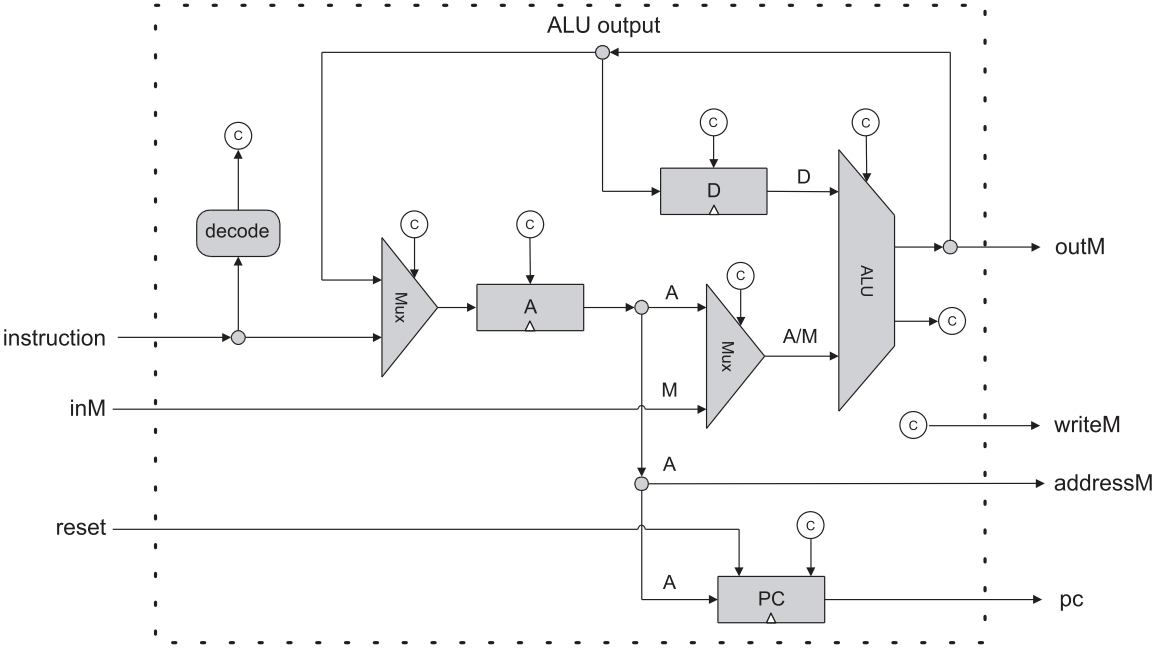 ALU output
C
C
C
decode
D
D
C
C
C
Mux
A
A
Mux
ALU
outM
A/M
C
instruction
M
inM
C
writeM
A
addressM
reset
C
A
PC
pc